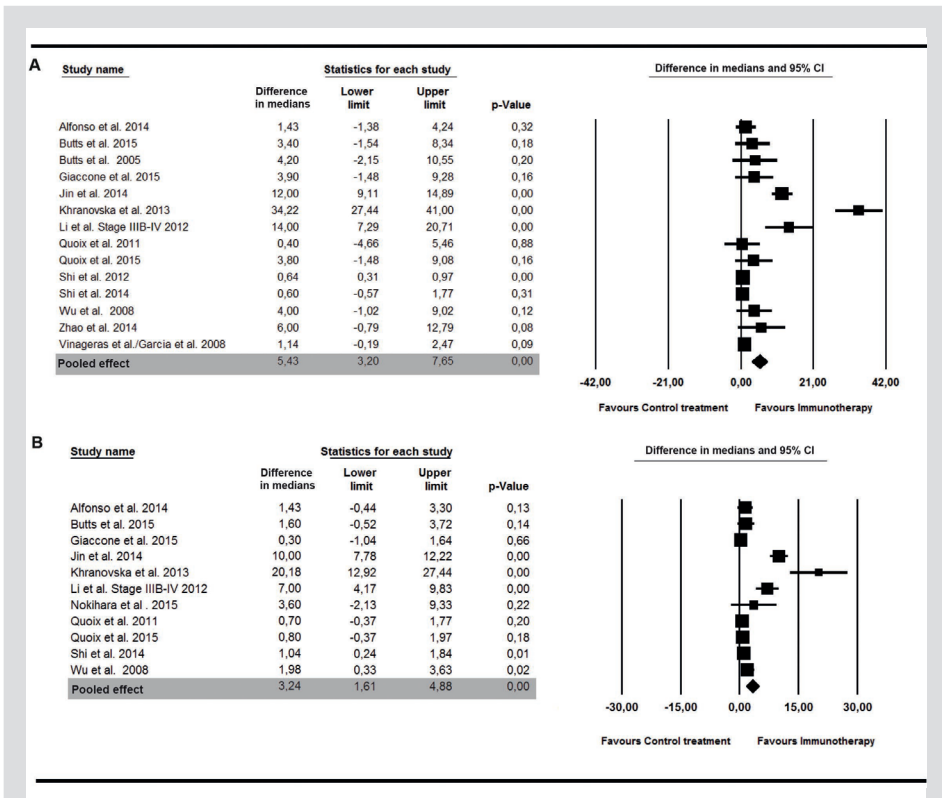 A
Study name Statistics for each study Difference in medians and 95% CI
Difference in medians Lower limit Upper limit p-Value
Alfonso et al. 2014 1,43 -1,38 4,24 0,32
Butts et al. 2015 3,40 -1,54 8,34 0,18
Butts et al. 2005 4,20 -2,15 10,55 0,20
Giaccone et al. 2015 3,90 -1,48 9,28 0,16
Jin et al. 2014 12,00 9,11 14,89 0,00
Khranovska et al. 2013 34,22 27,44 41,00 0,00
Li et al. Stage IIIB-IV 2012 14,00 7,29 20,71 0,00
Quoix et al. 2011 0,40 -4,66 5,46 0,88
Quoix et al. 2015 3,80 -1,48 9,08 0,16
Shi et al. 2012 0,64 0,31 0,97 0,00
Shi et al. 2014 0,60 -0,57 1,77 0,31
Wu et al. 2008 4,00 -1,02 9,02 0,12
Zhao et al. 2014 6,00 -0,79 12,79 0,08
Vinageras et al./Garcia et al. 2008 1,14 -0,19 2,47 0,09
Pooled effect 5,43 3,20 7,65 0,00
-42,00 -21,00 0,00 21,00 42,00
Favours Control treatment Favours Immunotherapy
B
Study name Statistics for each study Difference in medians and 95% CI
Difference in medians Lower limit Upper limit p-Value
Alfonso et al. 2014 1,43 -0,44 3,30 0,13
Butts et al. 2015 1,60 -0,52 3,72 0,14
Giaccone et al. 2015 0,30 -1,04 1,64 0,66
Jin et al. 2014 10,00 7,78 12,22 0,00
Khranovska et al. 2013 20,18 12,92 27,44 0,00
Li et al. Stage IIIB-IV 2012 7,00 4,17 9,83 0,00
Nokihara et al . 2015 3,60 -2,13 9,33 0,22
Quoix et al. 2011 0,70 -0,37 1,77 0,20
Quoix et al. 2015 0,80 -0,37 1,97 0,18
Shi et al. 2014 1,04 0,24 1,84 0,01
Wu et al. 2008 1,98 0,33 3,63 0,02
Pooled effect 3,24 1,61 4,88 0,00
-30,00 -15,00 0,00 15,00 30,00
Favours Control treatment Favours Immunotherapy